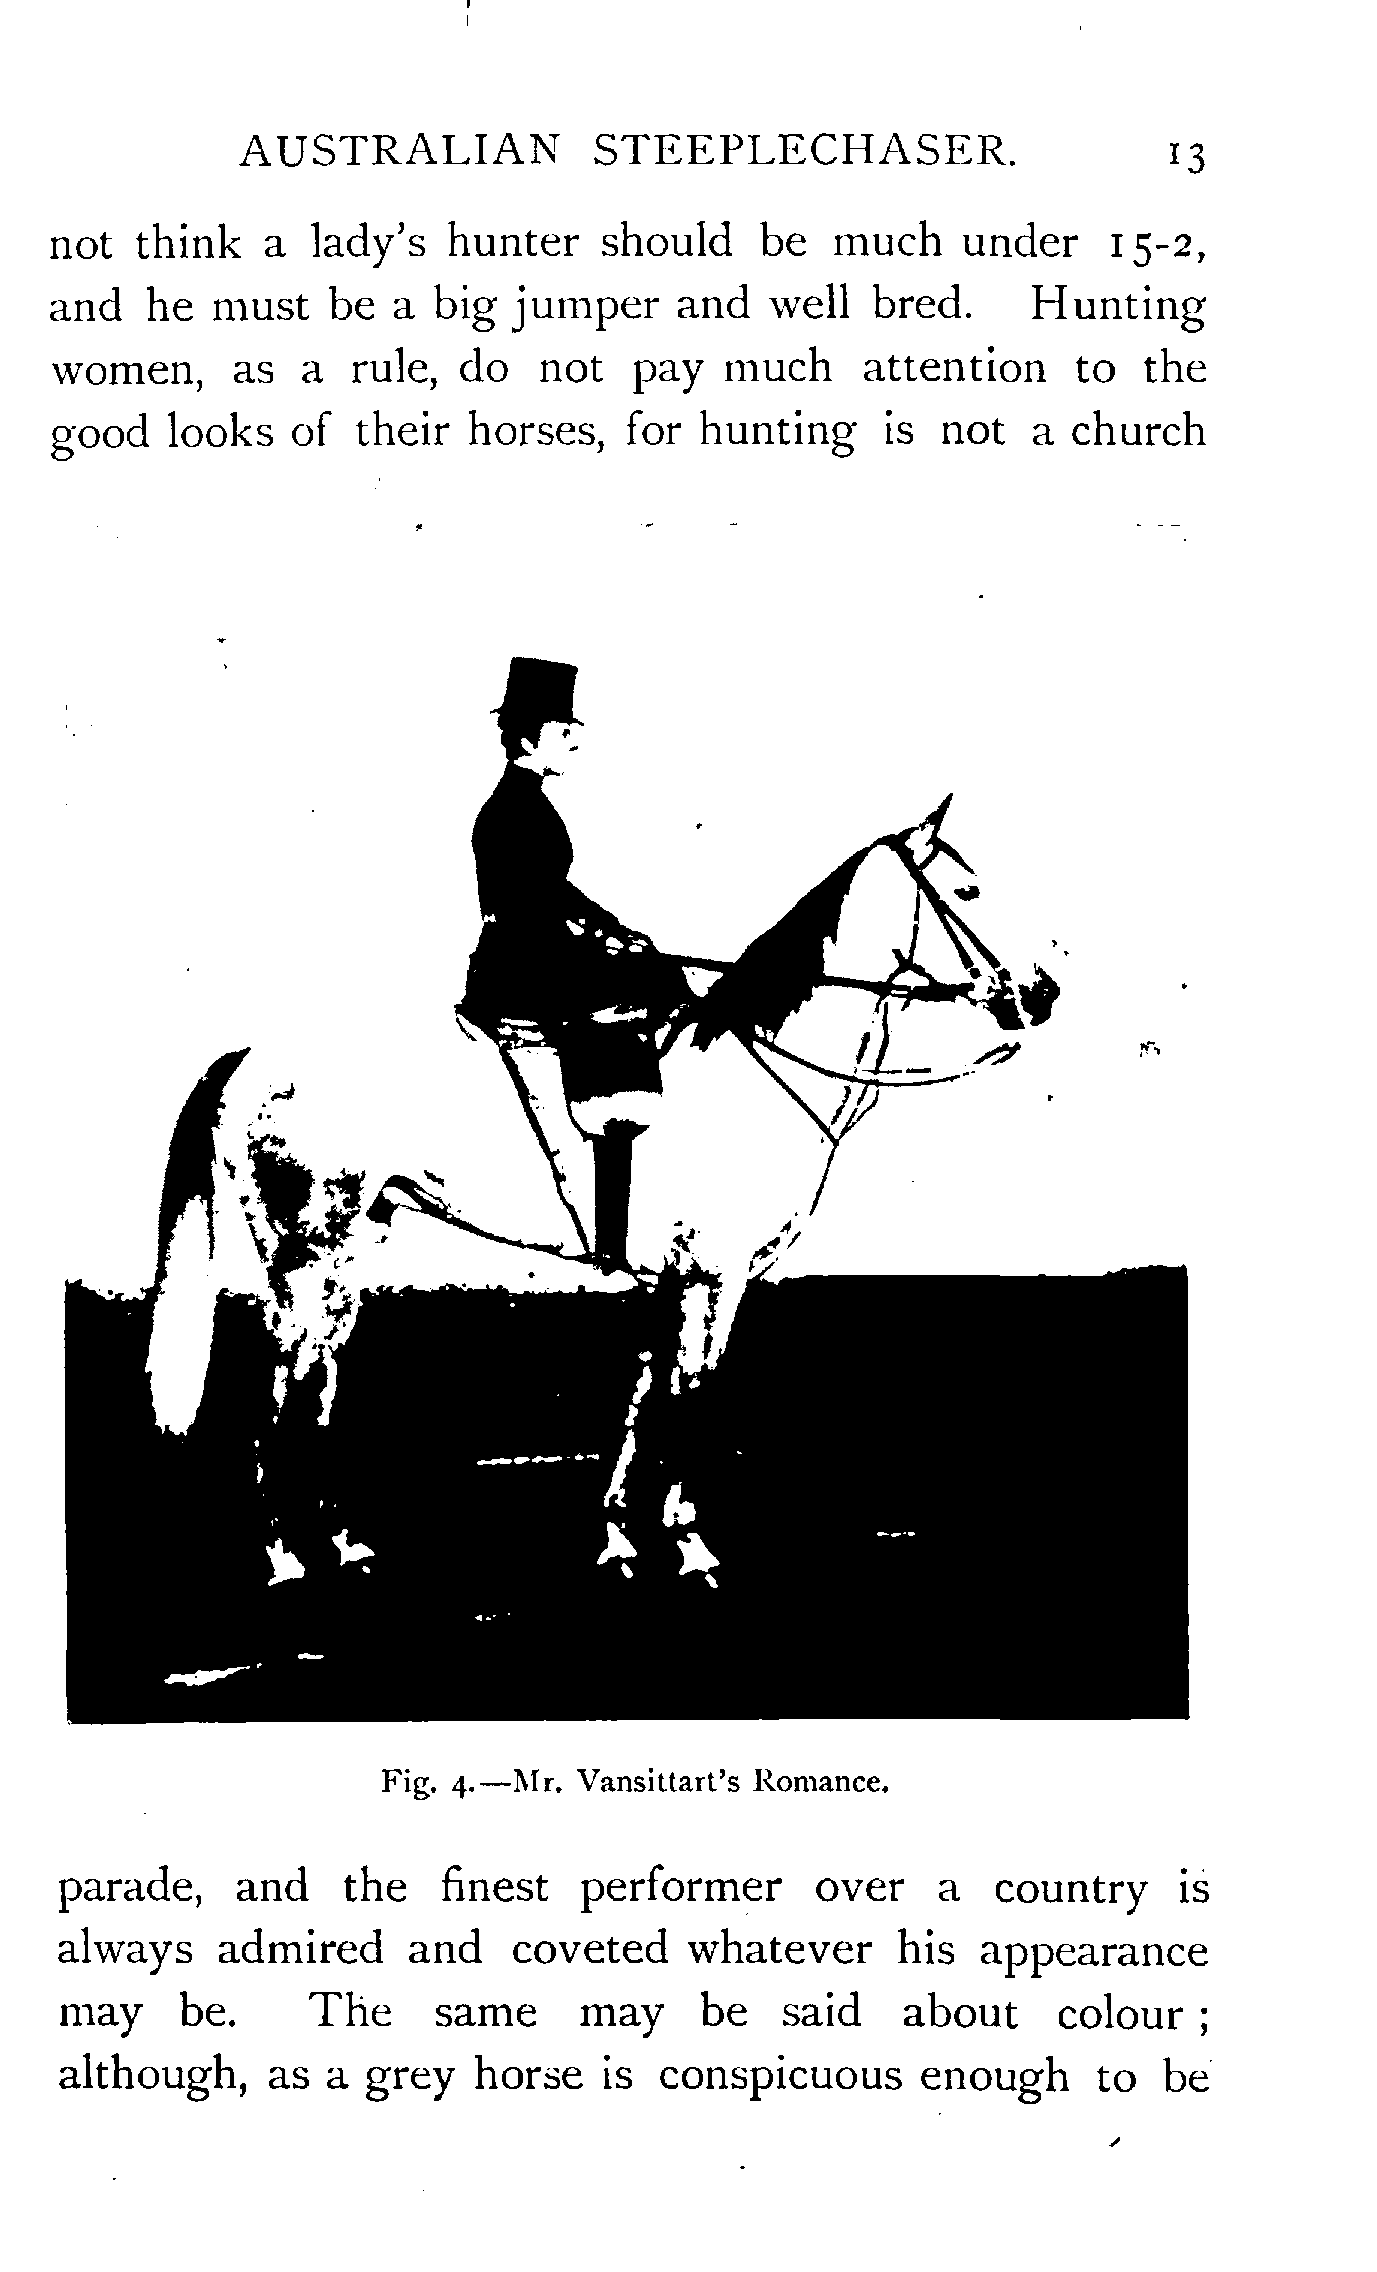 AUSTRALIAN STEEPLECHASER. 13
not think a lady's hunter should be much under 15-2,
and he must be a big jumper and well bred. Hunting
women, as a rule, do not pay much attention to the
good looks of their horses, for hunting is not a church
Fig. 4.—Mr. Vansittart's Romance.
parade, and the finest performer over a country is
always admired and coveted whatever his appearance
may be. The same may be said about colour ;
although, as a grey horse is conspicuous enough to be